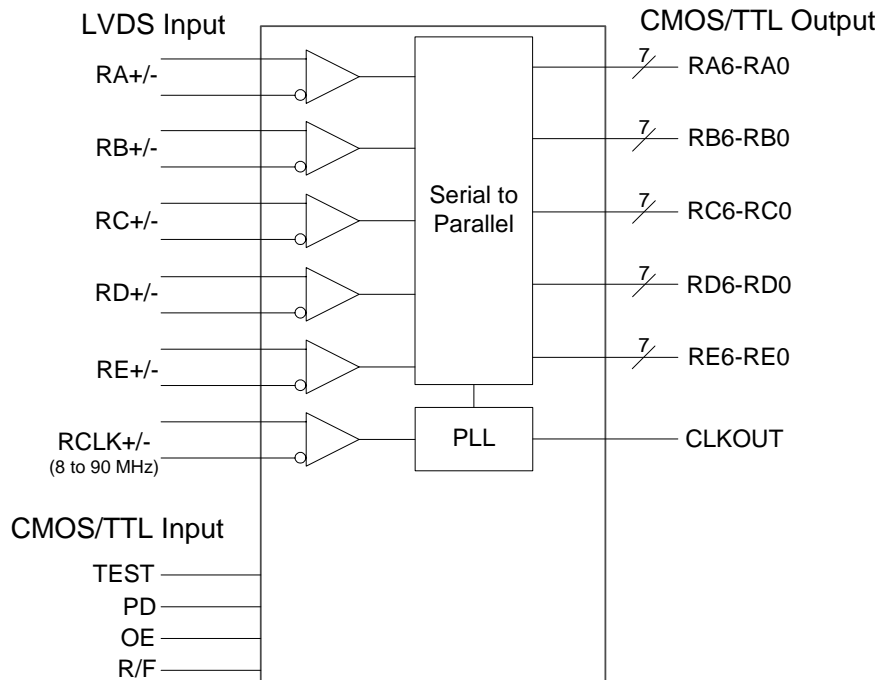 LVDS Input
CMOS/TTL Output
RA+/-
7
RA6-RA0
RB+/-
7
RB6-RB0
Serial to
Parallel
RC+/-
7
RC6-RC0
RD+/-
7
RD6-RD0
RE+/-
7
RE6-RE0
RCLK+/-
(8 to 90 MHz)
PLL
CLKOUT
CMOS/TTL Input
TEST
PD
OE
R/F